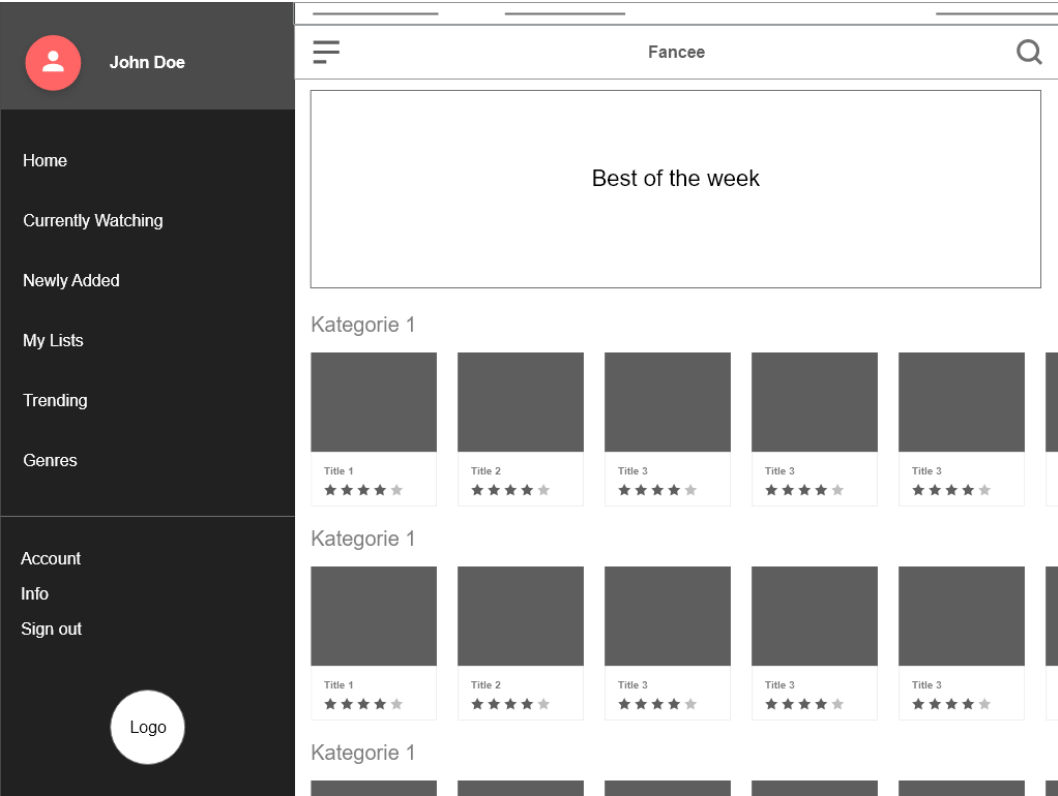 John Doe
Home
Currently Watching
Newly Added
My Lists
Trending
Genres
Account
Info
Sign out
Logo
Fancee
Best of the week
Kategorie 1
Title 1
Title 2
Title 3
Title 3
Title 3
Kategorie 1
Title 1
Title 2
Title 3
Title 3
Title 3
Kategorie 1